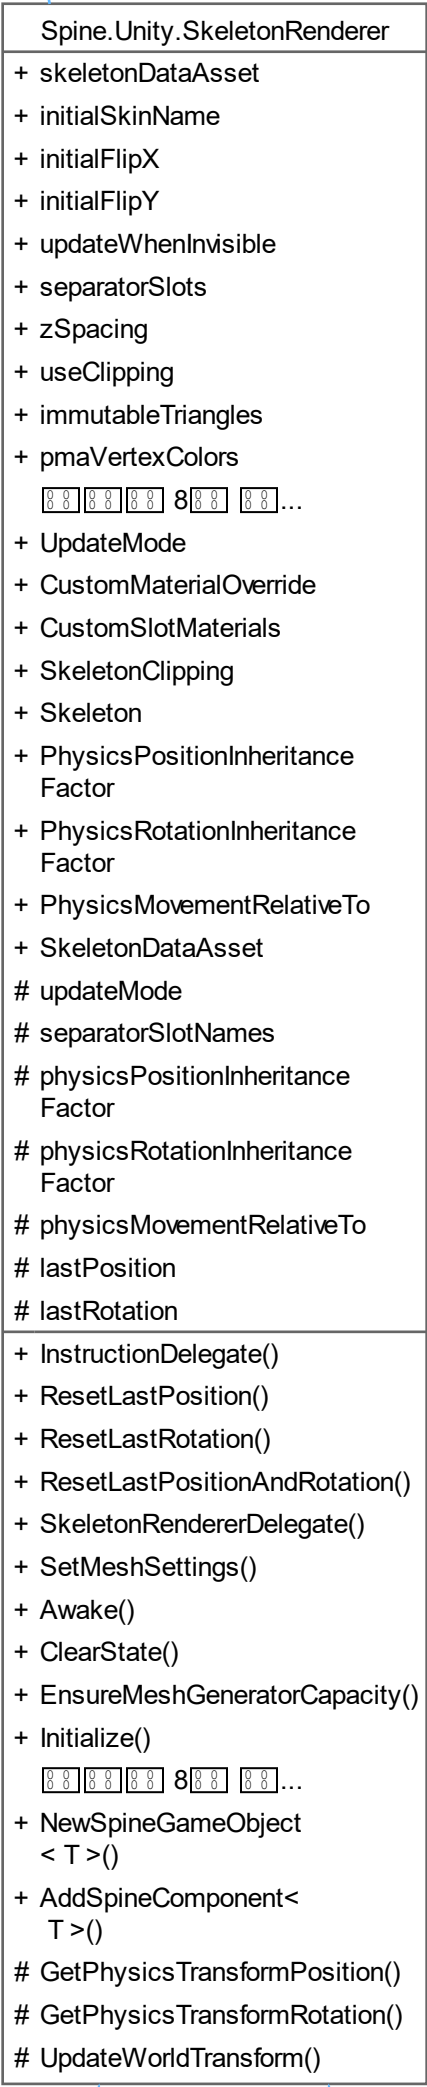 Spine.Unity.SkeletonRenderer
+ skeletonDataAsset
+ initialSkinName
+ initialFlipX
+ initialFlipY
+ updateWhenInvisible
+ separatorSlots
+ zSpacing
+ useClipping
+ immutableTriangles
+ pmaVertexColors
8 ...
+ UpdateMode
+ CustomMaterialOverride
+ CustomSlotMaterials
+ SkeletonClipping
+ Skeleton
+ PhysicsPositionInheritance
Factor
+ PhysicsRotationInheritance
Factor
+ PhysicsMovementRelativeTo
+ SkeletonDataAsset
# updateMode
# separatorSlotNames
# physicsPositionInheritance
Factor
# physicsRotationInheritance
Factor
# physicsMovementRelativeTo
# lastPosition
# lastRotation
+ InstructionDelegate()
+ ResetLastPosition()
+ ResetLastRotation()
+ ResetLastPositionAndRotation()
+ SkeletonRendererDelegate()
+ SetMeshSettings()
+ Awake()
+ ClearState()
+ EnsureMeshGeneratorCapacity()
+ Initialize()
8 ...
+ NewSpineGameObject
< T >()
+ AddSpineComponent<
T >()
# GetPhysicsTransformPosition()
# GetPhysicsTransformRotation()
# UpdateWorldTransform()